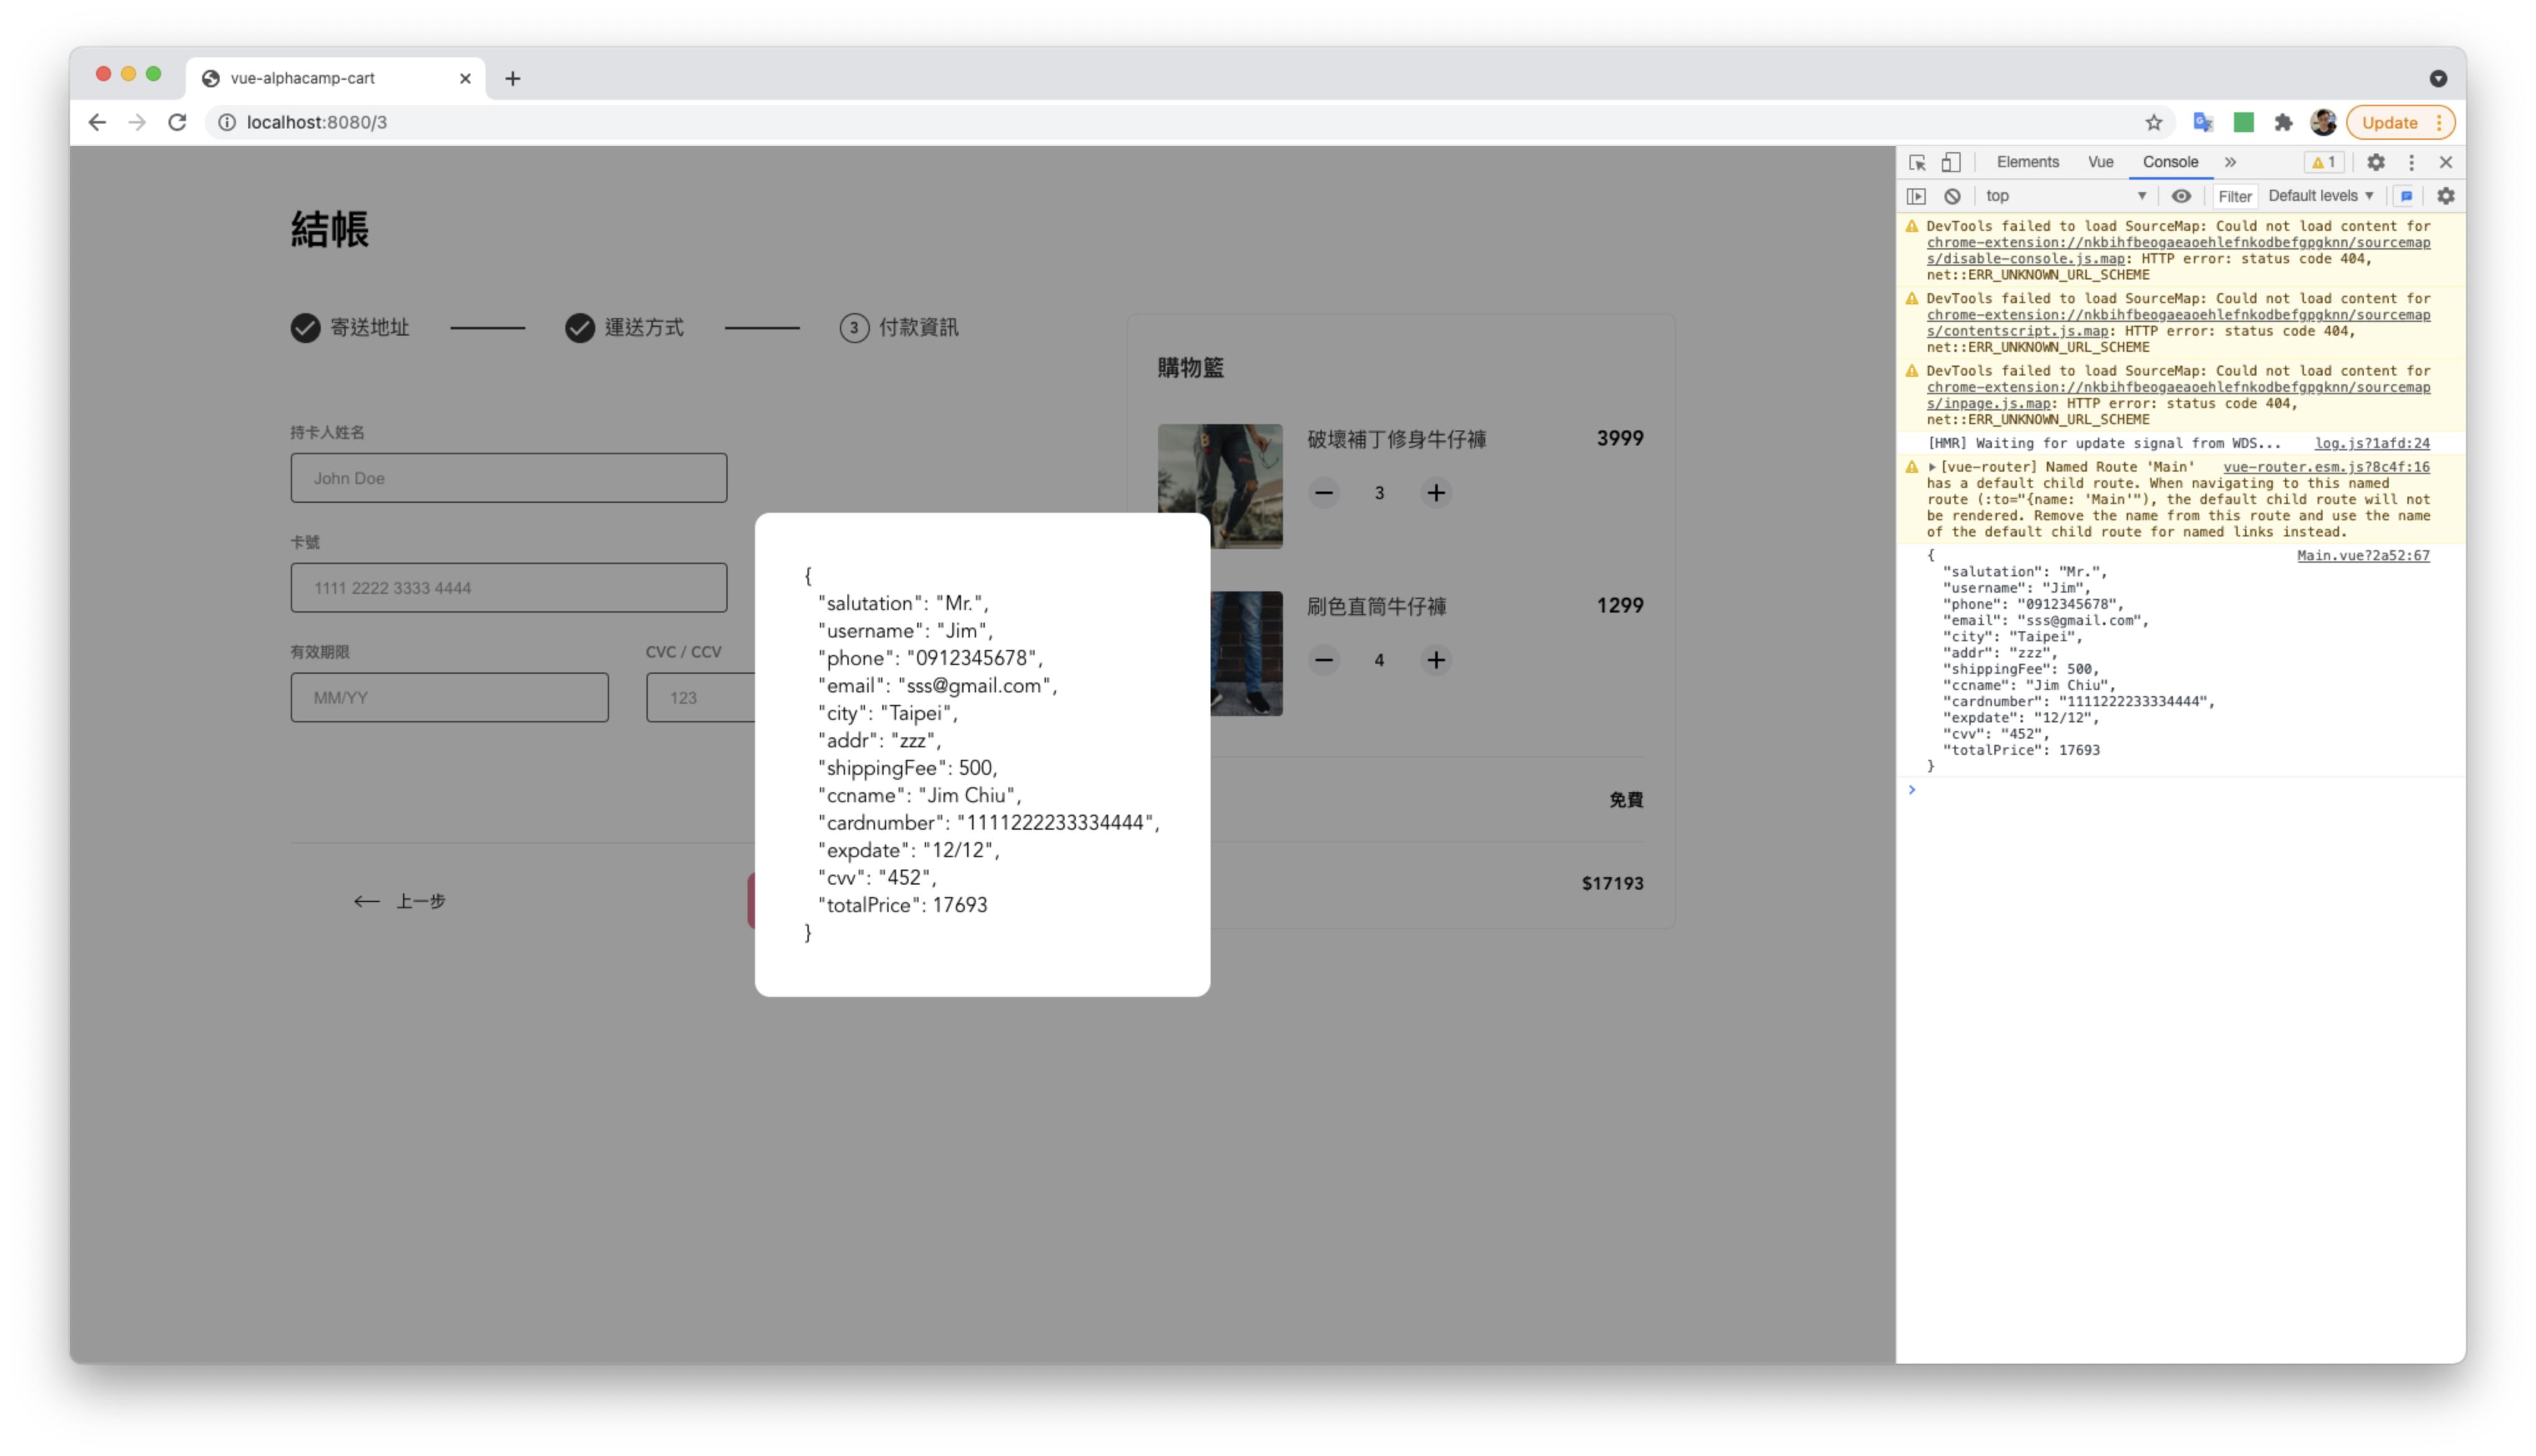 vue-alphacamp-cart
localhost:8080/3
Update
結帳
寄送地址
運送方式
3 付款資訊
持卡人姓名
John Doe
卡號
1111 2222 3333 4444
有效期限
CVC / CCV
MM/YY
123
上一步
{
"salutation": "Mr.",
"username": "Jim",
"phone": "0912345678",
"email": "sss@gmail.com",
"city": "Taipei",
"addr": "zzz",
"shippingFee": 500,
"ccname": "Jim Chiu",
"cardnumber": "1111222233334444",
"expdate": "12/12",
"cvv": "452",
"totalPrice": 17693
}
購物籃
破壞補丁修身牛仔褲 3999
3
刷色直筒牛仔褲 1299
4
免費
$17193
Elements Vue Console » 1
top Filter Default levels
DevTools failed to load SourceMap: Could not load content for
chrome-extension://nkbihfbeogaeaoehlefnkodbefgpgknn/sourcemap
s/disable-console.js.map: HTTP error: status code 404,
net::ERR_UNKNOWN_URL_SCHEME
DevTools failed to load SourceMap: Could not load content for
chrome-extension://nkbihfbeogaeaoehlefnkodbefgpgknn/sourcemap
s/contentscript.js.map: HTTP error: status code 404,
net::ERR_UNKNOWN_URL_SCHEME
DevTools failed to load SourceMap: Could not load content for
chrome-extension://nkbihfbeogaeaoehlefnkodbefgpgknn/sourcemap
s/inpage.js.map: HTTP error: status code 404,
net::ERR_UNKNOWN_URL_SCHEME
[HMR] Waiting for update signal from WDS... log.js?1afd:24
[vue-router] Named Route 'Main' vue-router.esm.js?8c4f:16
has a default child route. When navigating to this named
route (:to="{name: 'Main'"), the default child route will not
be rendered. Remove the name from this route and use the name
of the default child route for named links instead.
{ Main.vue?2a52:67
"salutation": "Mr.",
"username": "Jim",
"phone": "0912345678",
"email": "sss@gmail.com",
"city": "Taipei",
"addr": "zzz",
"shippingFee": 500,
"ccname": "Jim Chiu",
"cardnumber": "1111222233334444",
"expdate": "12/12",
"cvv": "452",
"totalPrice": 17693
}